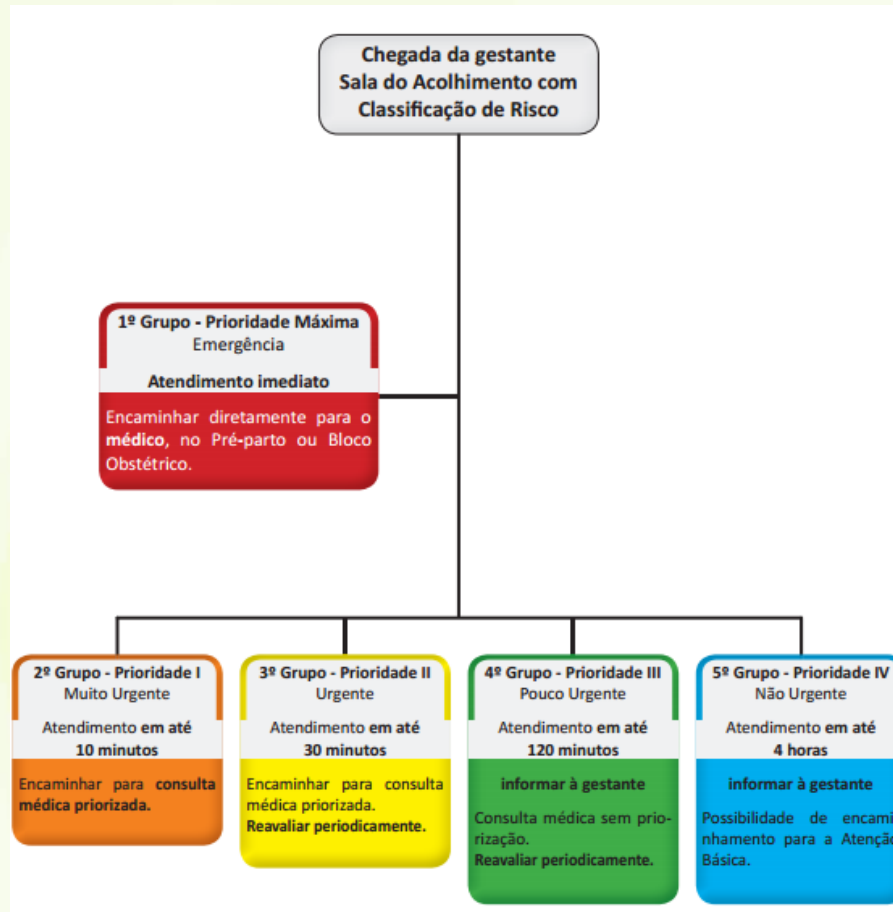 Chegada da gestante
Sala do Acolhimento com
Classificação de Risco
1º Grupo - Prioridade Máxima
Emergência
Atendimento imediato
Encaminhar diretamente para o
médico, no Pré-parto ou Bloco
Obstétrico.
2º Grupo - Prioridade I
Muito Urgente
Atendimento em até
10 minutos
Encaminhar para consulta
médica priorizada.
3º Grupo - Prioridade II
Urgente
Atendimento em até
30 minutos
Encaminhar para consulta
médica priorizada.
Reavaliar periodicamente.
4º Grupo - Prioridade III
Pouco Urgente
Atendimento em até
120 minutos
informar à gestante
Consulta médica sem prio-
rização.
Reavaliar periodicamente.
5º Grupo - Prioridade IV
Não Urgente
Atendimento em até
4 horas
informar à gestante
Possibilidade de encami
nhamento para a Atenção
Básica.